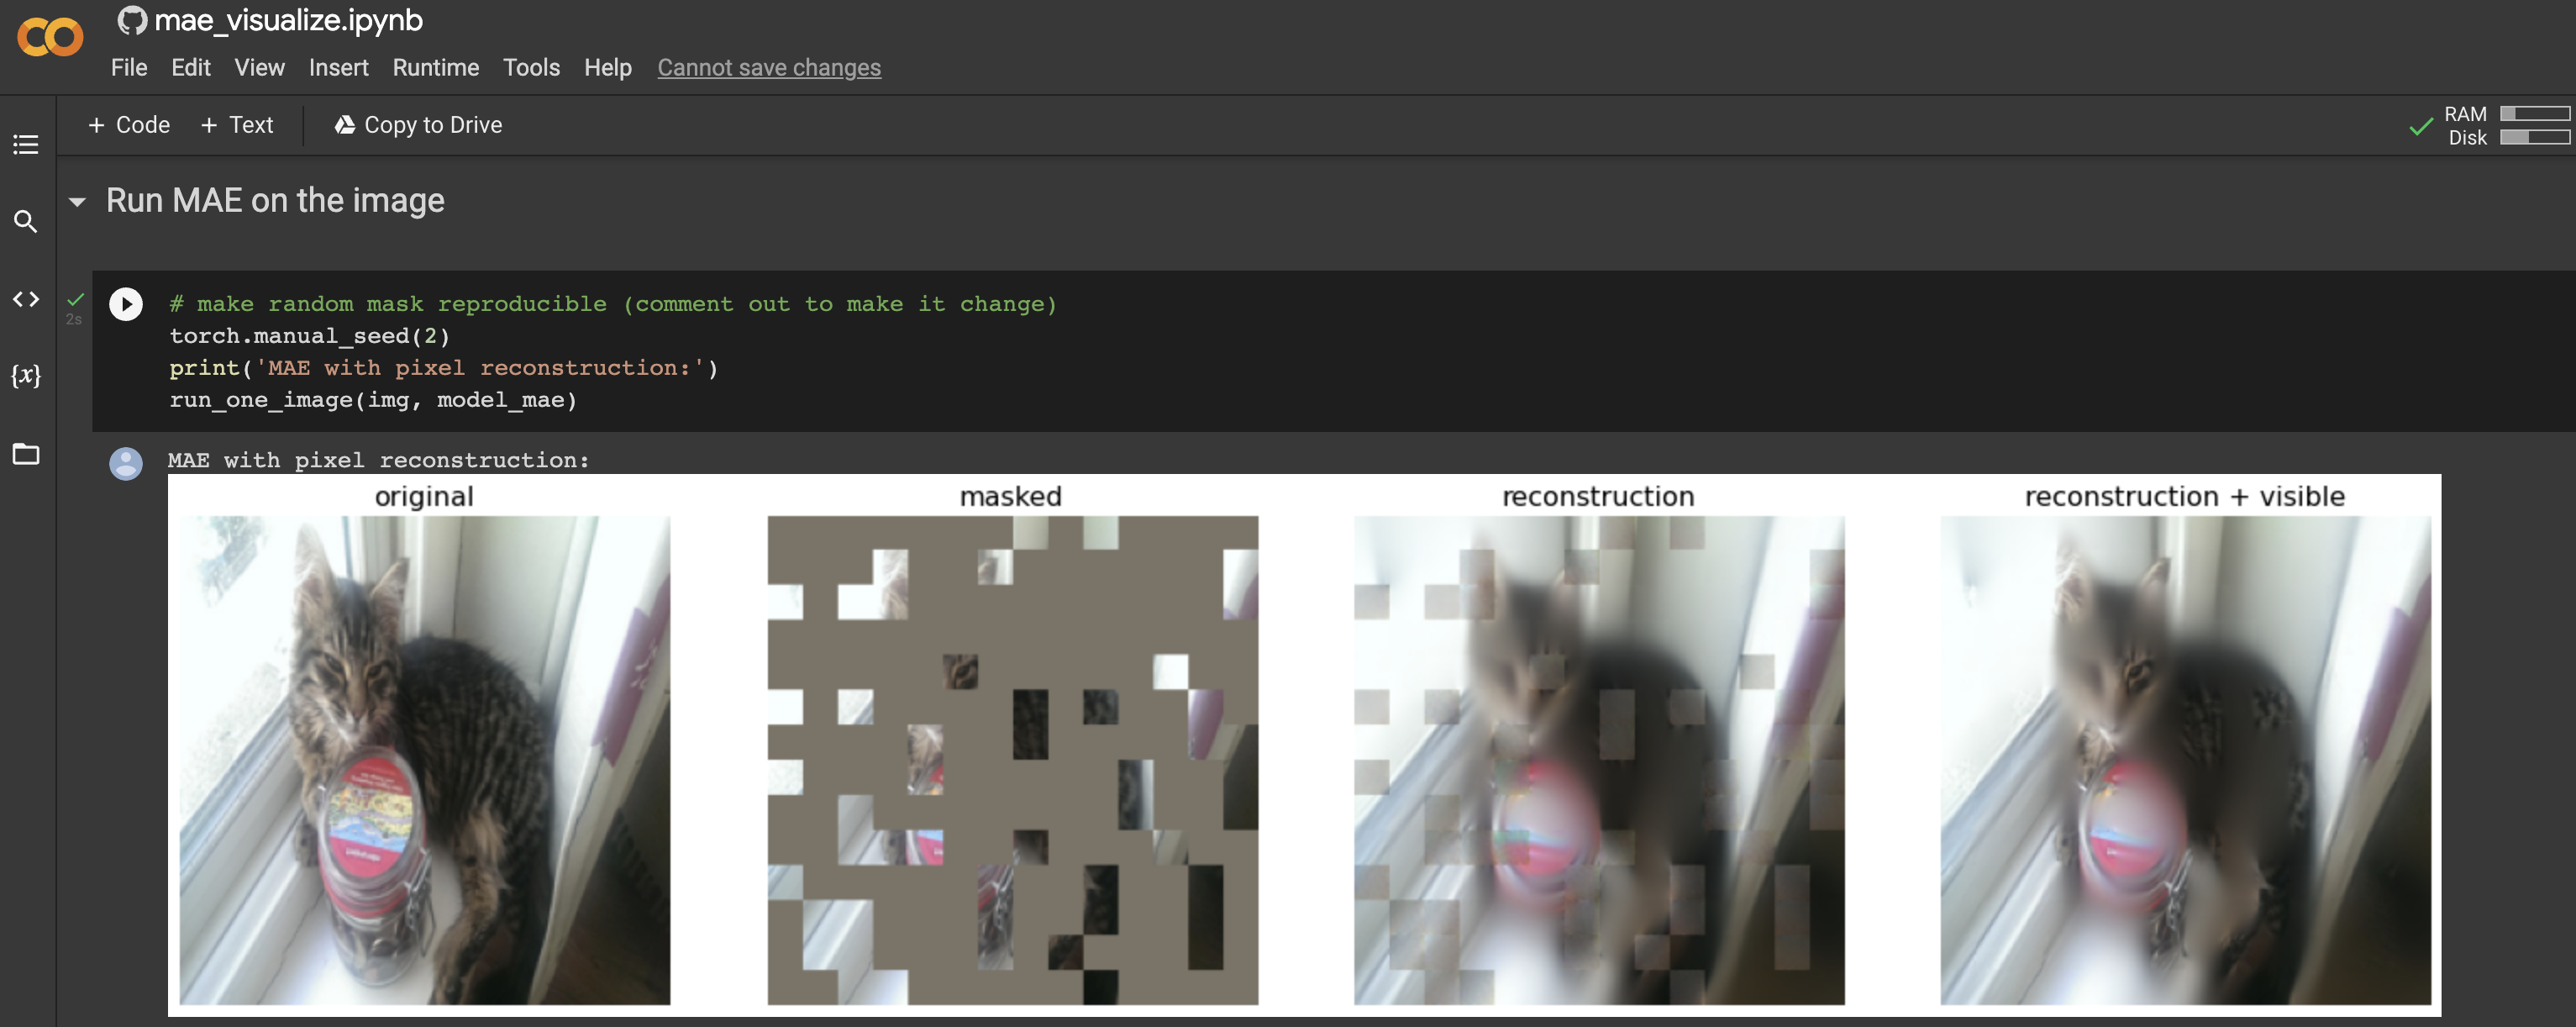 mae_visualize.ipynb
File Edit View Insert Runtime Tools Help Cannot save changes
+ Code + Text Copy to Drive
RAM
Disk
Run MAE on the image
2s
{x}
# make random mask reproducible (comment out to make it change)
torch.manual_seed(2)
print('MAE with pixel reconstruction:')
run_one_image(img, model_mae)
MAE with pixel reconstruction:
original masked reconstruction reconstruction + visible